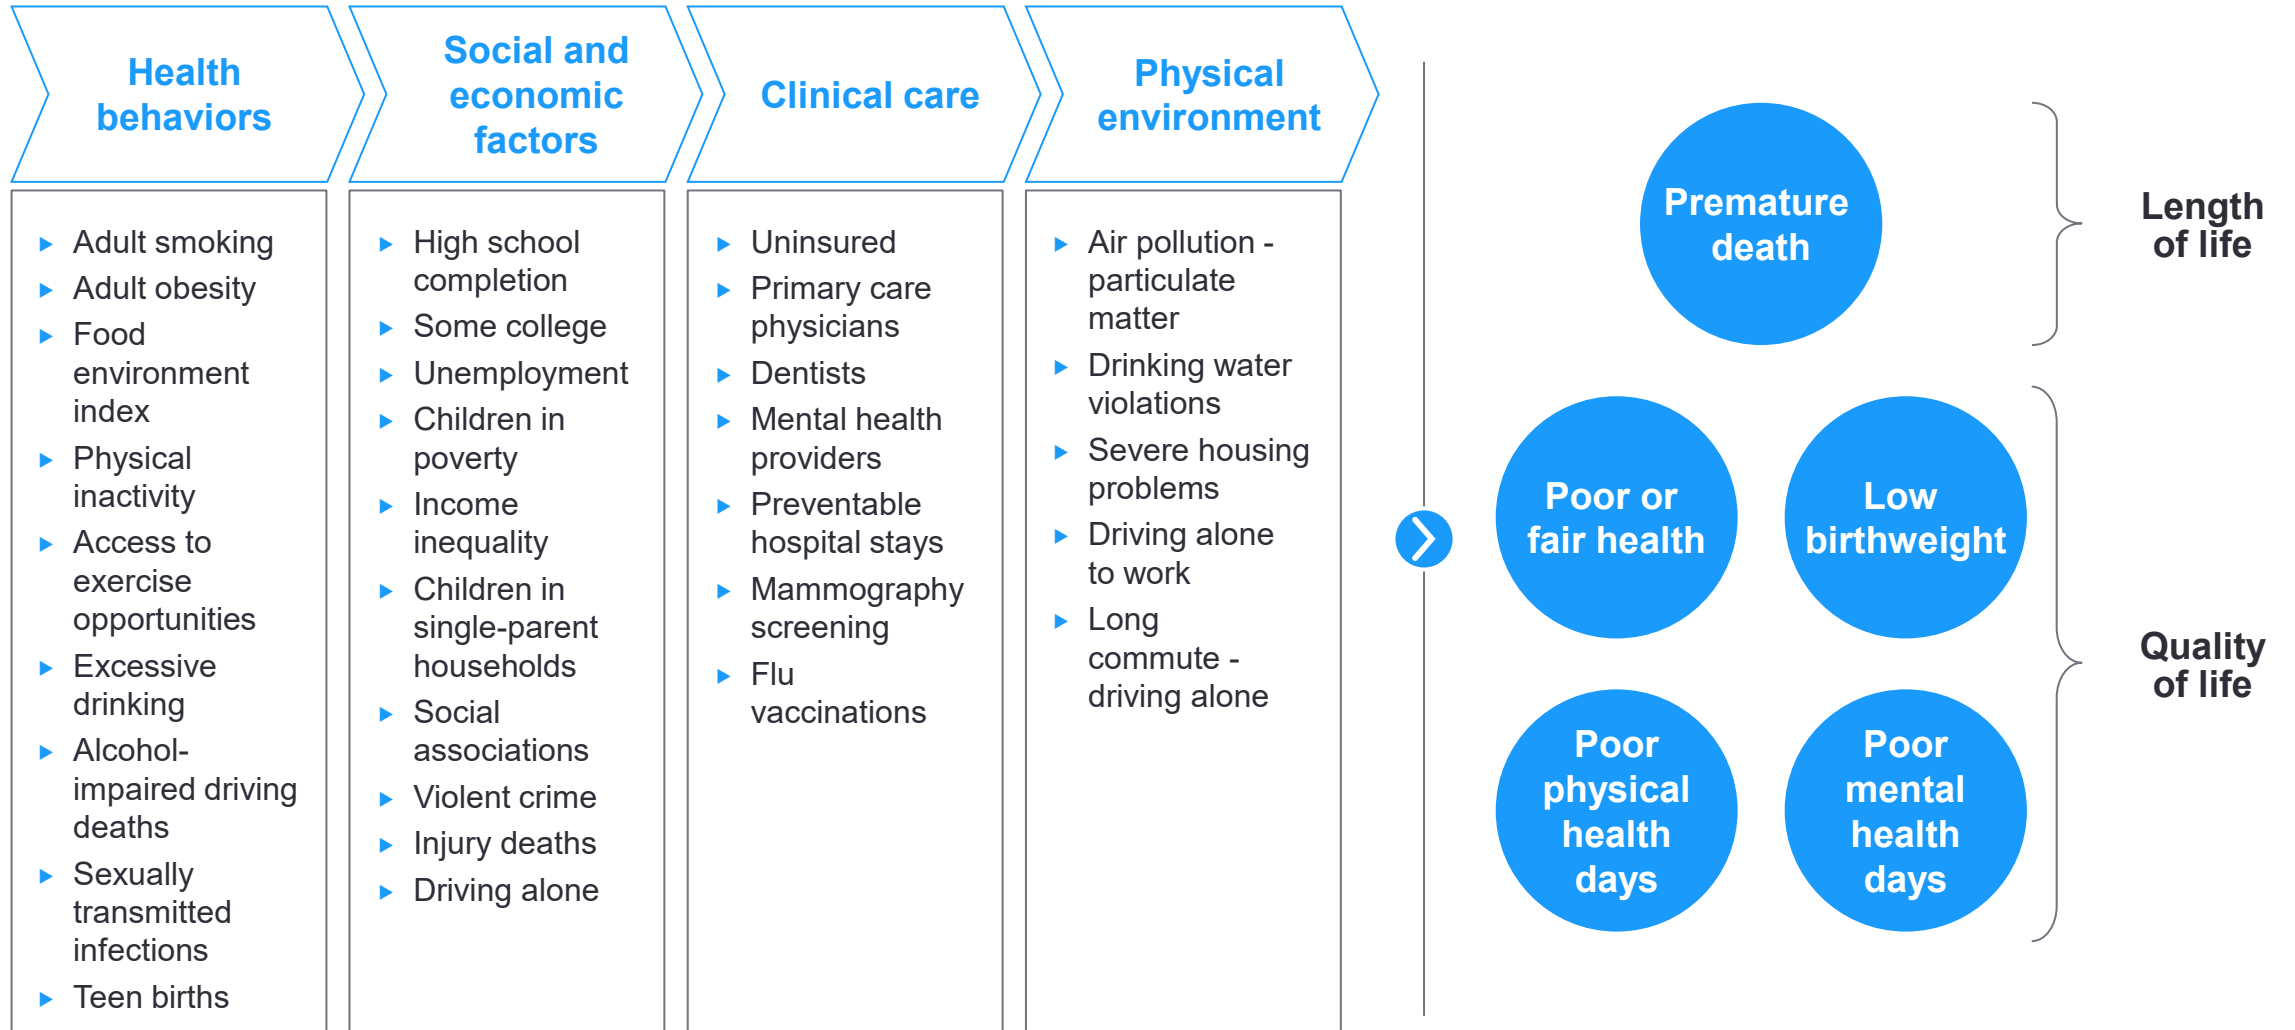 Health
behaviors
Adult smoking
Adult obesity
Food
environment
index
Physical
inactivity
Access to
exercise
opportunities
Excessive
drinking
Alcohol-
impaired driving
deaths
Sexually
transmitted
infections
Teen births
Social and
economic
factors
High school
completion
Some college
Unemployment
Children in
poverty
Income
inequality
Children in
single-parent
households
Social
associations
Violent crime
Injury deaths
Driving alone
Clinical care
Uninsured
Primary care
physicians
Dentists
Mental health
providers
Preventable
hospital stays
Mammography
screening
Flu
vaccinations
Physical
environment
Air pollution -
particulate
matter
Drinking water
violations
Severe housing
problems
Driving alone
to work
Long
commute -
driving alone
Premature
death
Length
of life
Poor or
fair health
Low
birthweight
Poor
physical
health
days
Poor
mental
health
days
Quality
of life